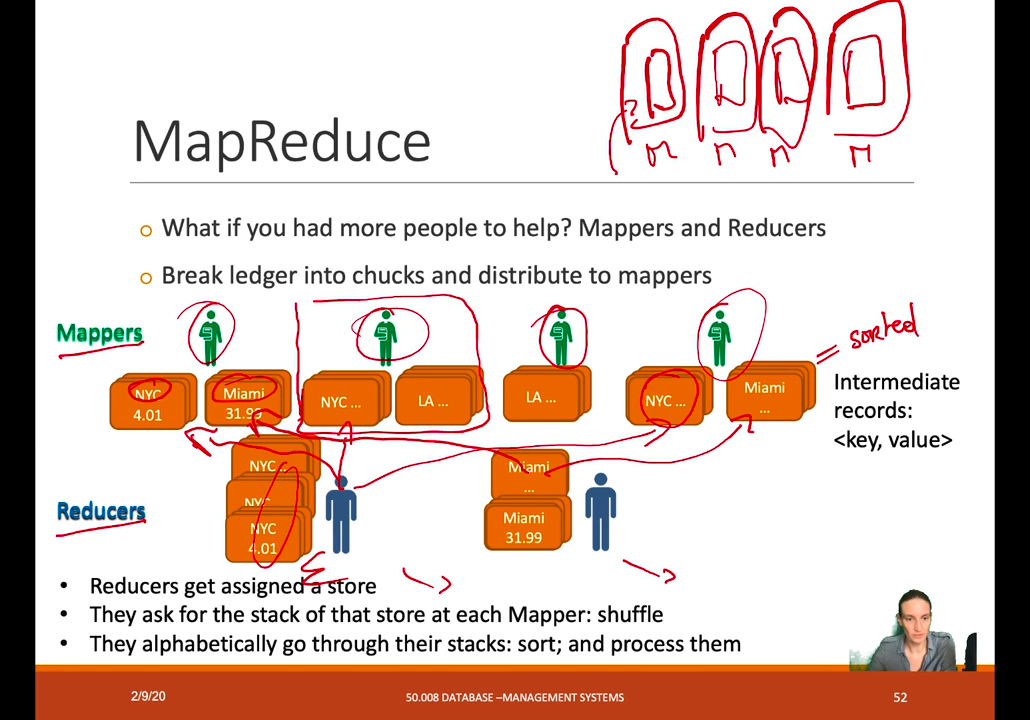 M M M M
MapReduce
What if you had more people to help? Mappers and Reducers
Break ledger into chucks and distribute to mappers
Mappers
sorted
NYC 4.01
Miami 31.99
NYC ...
LA ...
LA ...
NYC ...
Miami ...
Intermediate
records:
<key, value>
Reducers
NYC ..
NYC
NYC 4.01
Miami ...
Miami 31.99
Σ
Reducers get assigned a store
They ask for the stack of that store at each Mapper: shuffle
They alphabetically go through their stacks: sort; and process them
2/9/20 50.008 DATABASE –MANAGEMENT SYSTEMS 52